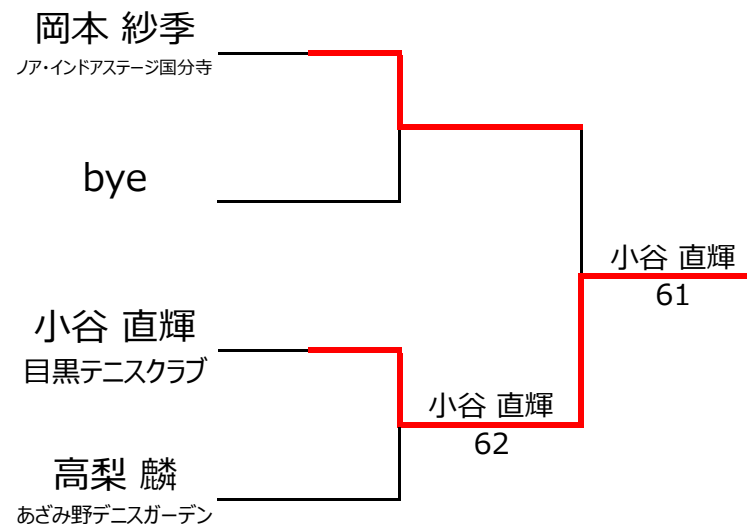 岡本 紗季
ノア・インドアステージ国分寺
bye
小谷 直輝
61
小谷 直輝
目黒テニスクラブ
小谷 直輝
62
高梨 麟
あざみ野デニスガーデン